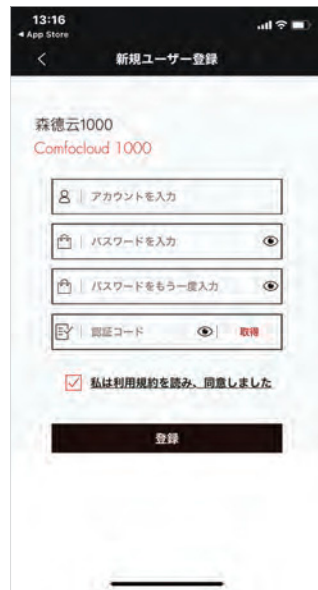 13:16
◀ App Store
新規ユーザー登録
森德云1000
Comfocloud 1000
アカウントを入力
パスワードを入力
パスワードをもう一度入力
認証コード
取得
私は利用規約を読み、同意しました
登録